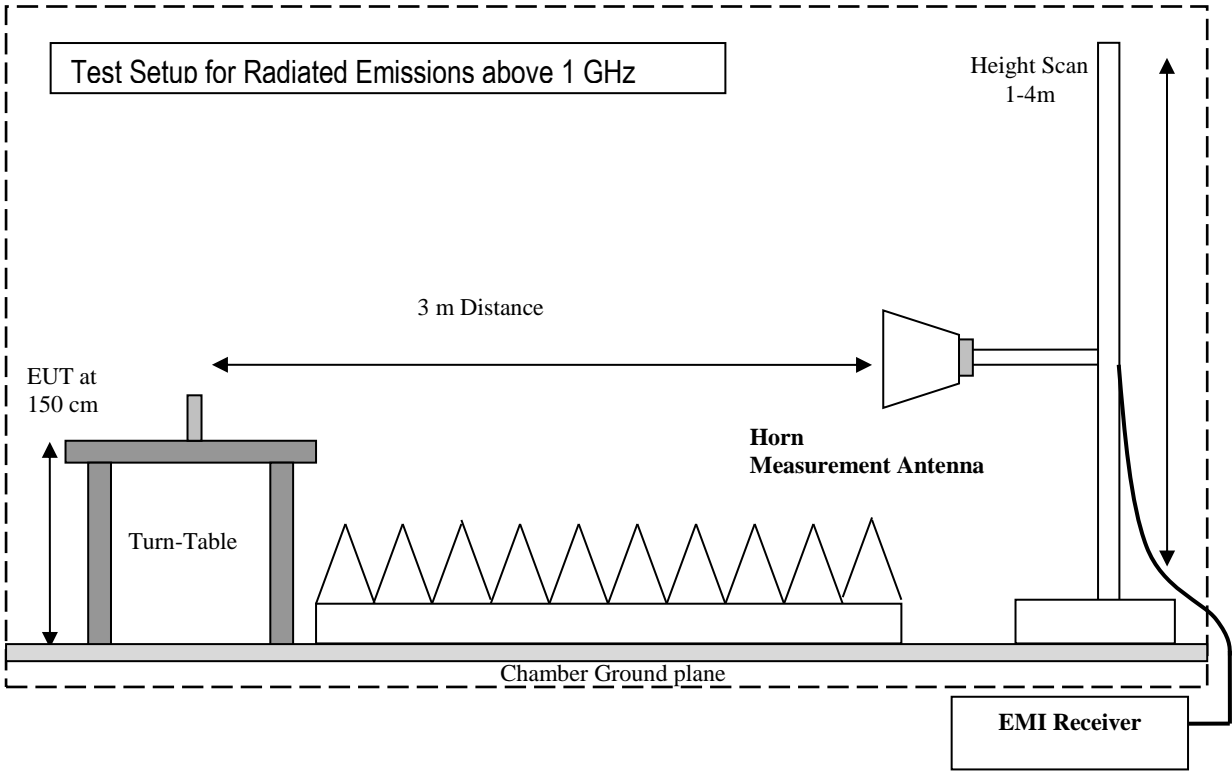 Test Setup for Radiated Emissions above 1 GHz
Height Scan
1-4m
3 m Distance
EUT at
150 cm
Horn
Measurement Antenna
Turn-Table
Chamber Ground plane
EMI Receiver